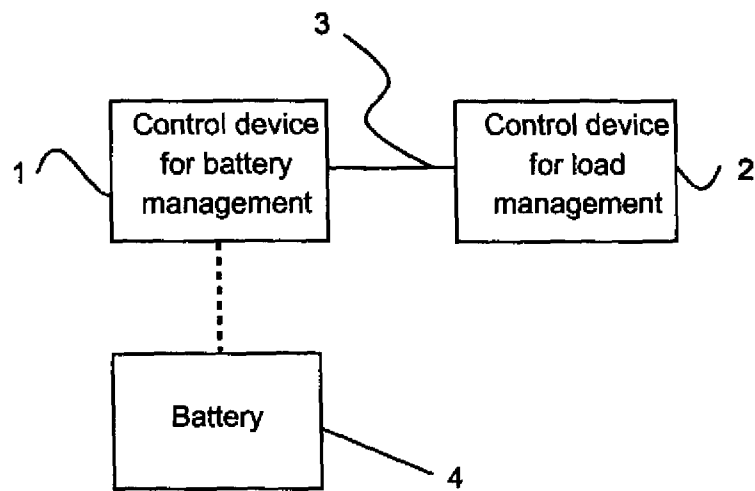 3
Control device
for battery
management
Control device
for load
management
1
2
Battery
4